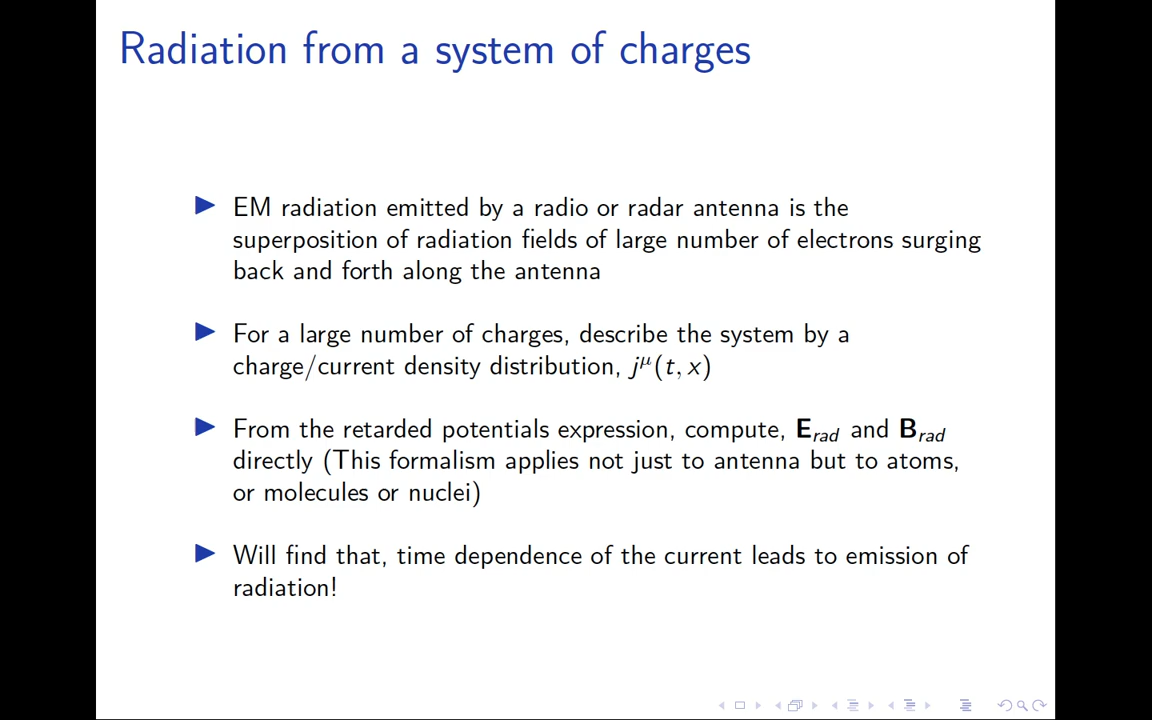 Radiation from a system of charges
EM radiation emitted by a radio or radar antenna is the
superposition of radiation fields of large number of electrons surging
back and forth along the antenna
For a large number of charges, describe the system by a
charge/current density distribution, j^μ(t, x)
From the retarded potentials expression, compute, E_rad and B_rad
directly (This formalism applies not just to antenna but to atoms,
or molecules or nuclei)
Will find that, time dependence of the current leads to emission of
radiation!